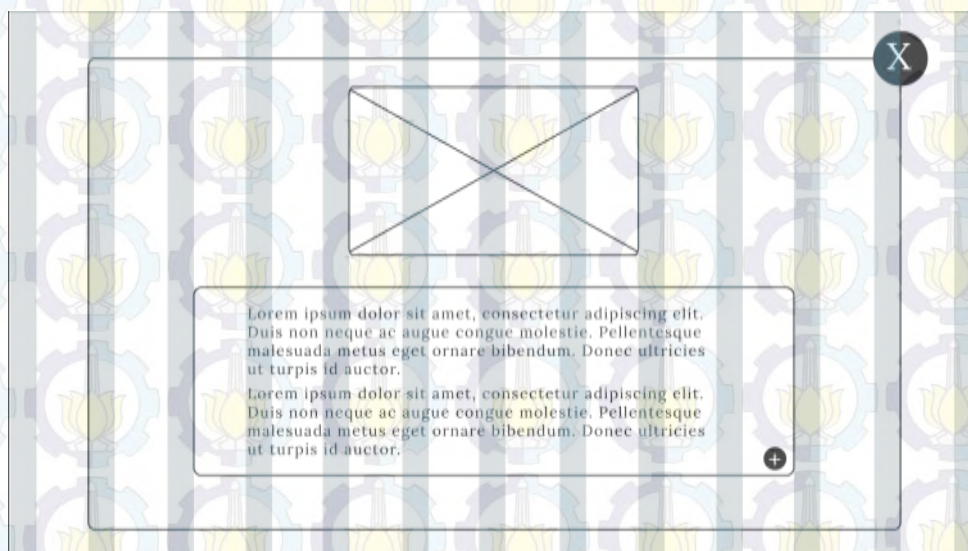 X
Lorem ipsum dolor sit amet, consectetur adipiscing elit.
Duis non neque ac augue congue molestie. Pellentesque
malesuada metus eget ornare bibendum. Donec ultricies
ut turpis id auctor.
Lorem ipsum dolor sit amet, consectetur adipiscing elit.
Duis non neque ac augue congue molestie. Pellentesque
malesuada metus eget ornare bibendum. Donec ultricies
ut turpis id auctor.
+